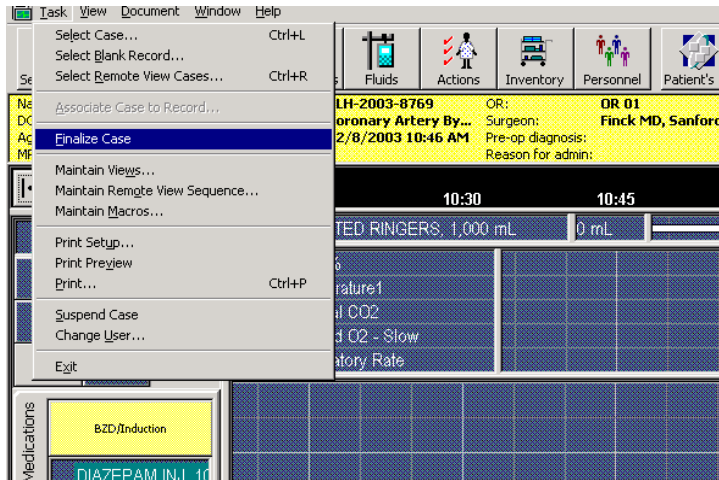 Task View Document Window Help
Select Case... Ctrl+L
Select Blank Record...
Select Remote View Cases... Ctrl+R
Associate Case to Record...
Finalize Case
Maintain Views...
Maintain Remote View Sequence...
Maintain Macros...
Print Setup...
Print Preview
Print... Ctrl+P
Suspend Case
Change User...
Exit
Fluids Actions Inventory Personnel Patient's
LH-2003-8769 OR: OR 01
oronary Artery By... Surgeon: Finck MD, Sanford
2/8/2003 10:46 AM Pre-op diagnosis:
Reason for admin:
10:30 10:45
TED RINGERS, 1,000 mL 0 mL
%
rature1
al CO2
d O2 - Slow
atory Rate
Medications
BZD/Induction
DIAZEPAM INJ, 10